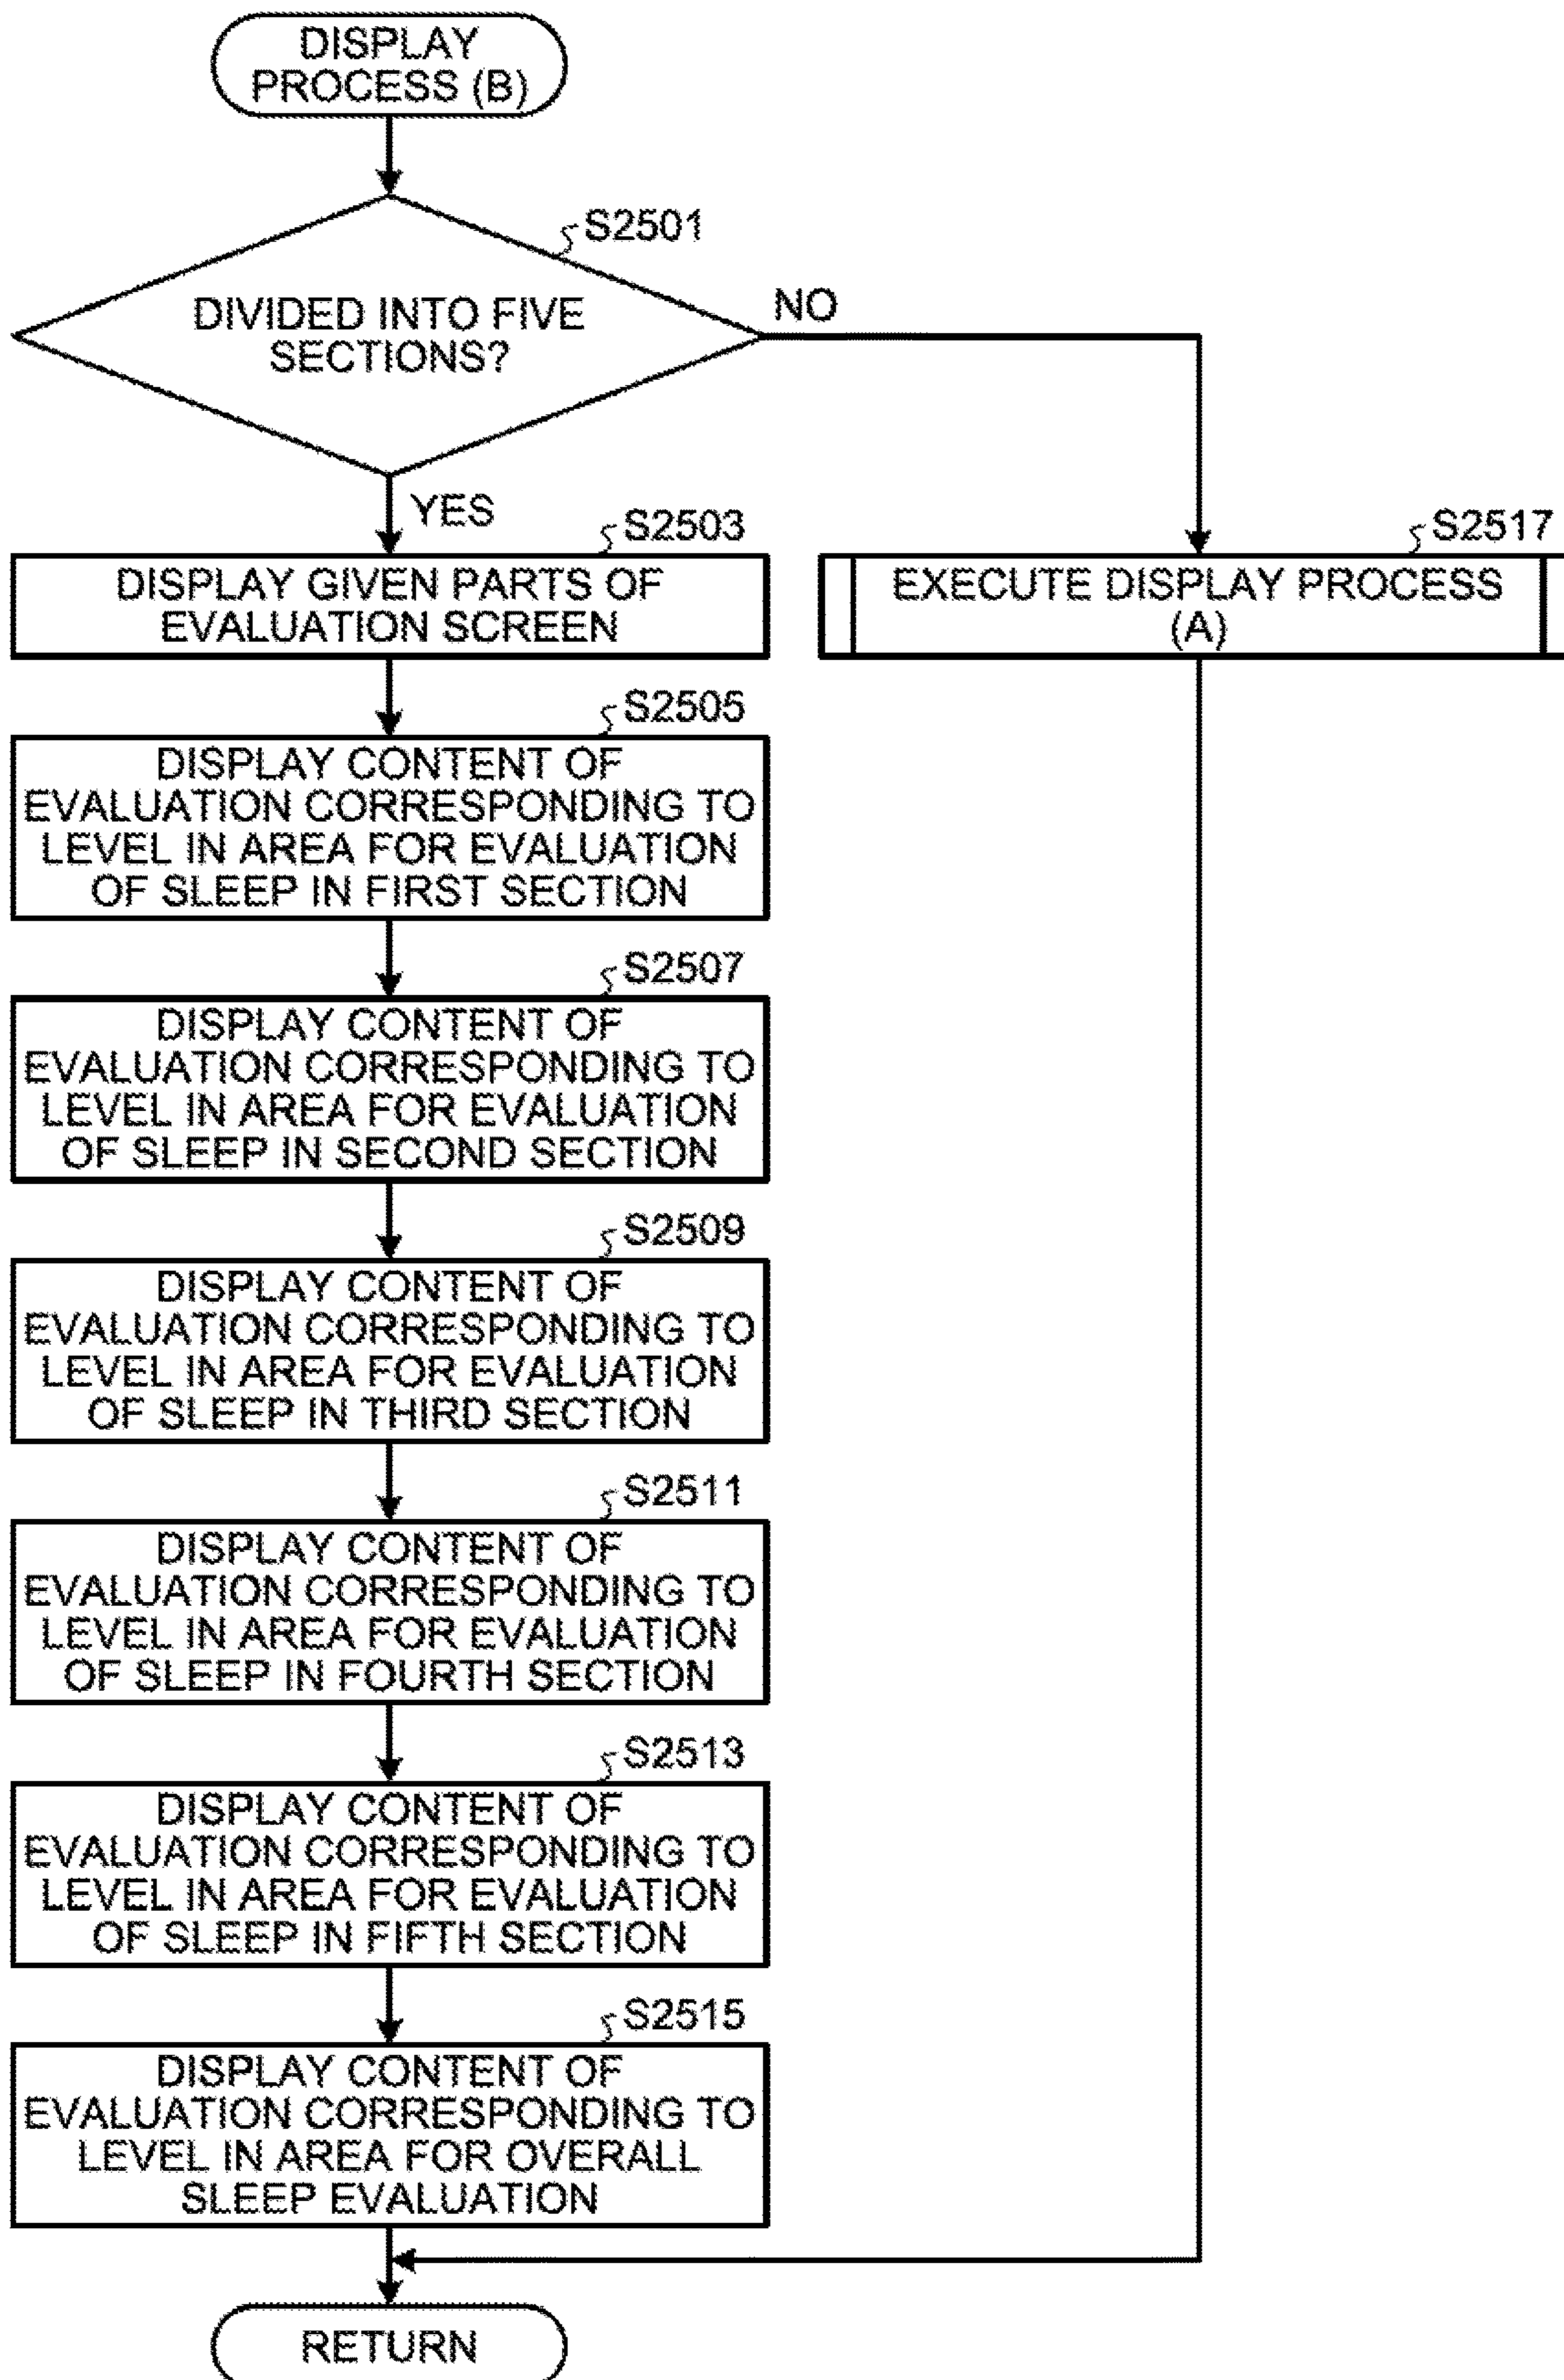 DISPLAY
PROCESS (B)
S2501
DIVIDED INTO FIVE
SECTIONS?
NO
YES
S2503
DISPLAY GIVEN PARTS OF
EVALUATION SCREEN
S2517
EXECUTE DISPLAY PROCESS
(A)
S2505
DISPLAY CONTENT OF
EVALUATION CORRESPONDING TO
LEVEL IN AREA FOR EVALUATION
OF SLEEP IN FIRST SECTION
S2507
DISPLAY CONTENT OF
EVALUATION CORRESPONDING TO
LEVEL IN AREA FOR EVALUATION
OF SLEEP IN SECOND SECTION
S2509
DISPLAY CONTENT OF
EVALUATION CORRESPONDING TO
LEVEL IN AREA FOR EVALUATION
OF SLEEP IN THIRD SECTION
S2511
DISPLAY CONTENT OF
EVALUATION CORRESPONDING TO
LEVEL IN AREA FOR EVALUATION
OF SLEEP IN FOURTH SECTION
S2513
DISPLAY CONTENT OF
EVALUATION CORRESPONDING TO
LEVEL IN AREA FOR EVALUATION
OF SLEEP IN FIFTH SECTION
S2515
DISPLAY CONTENT OF
EVALUATION CORRESPONDING TO
LEVEL IN AREA FOR OVERALL
SLEEP EVALUATION
RETURN